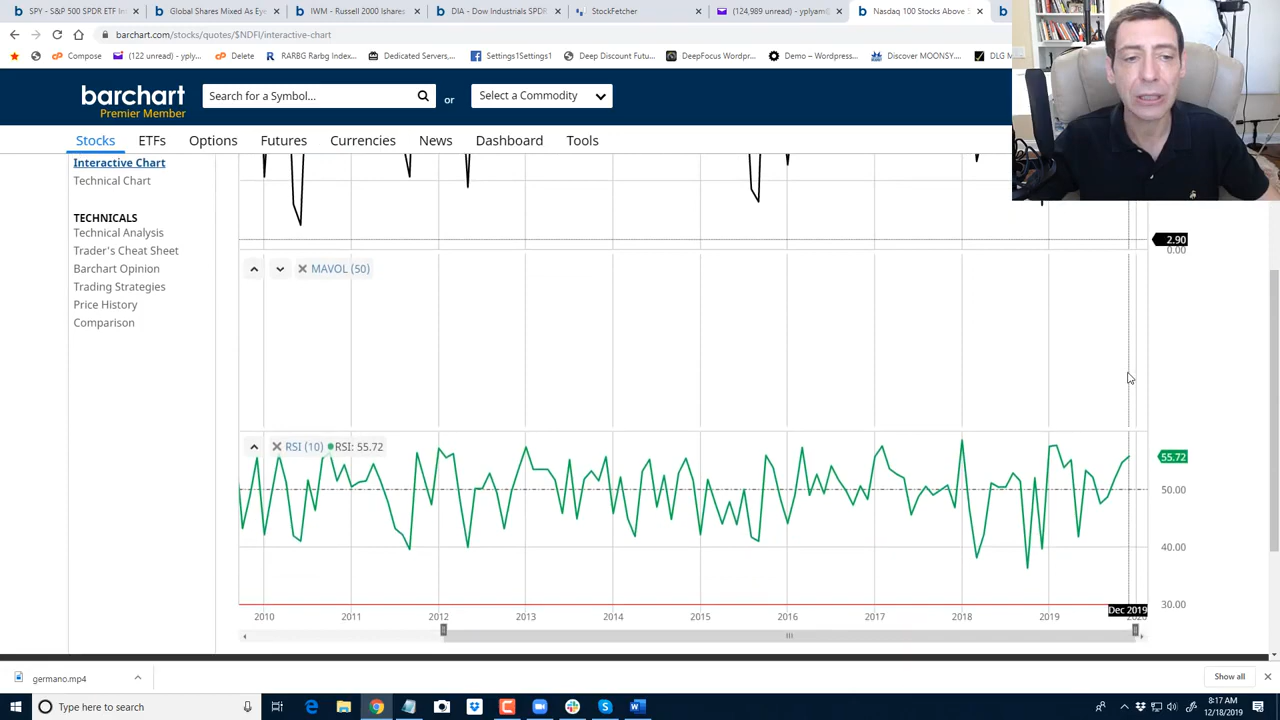 SPY - S&P 500 SPDR ETF In
Global Shares Mixed As Eye
IWM - Russell 2000 Ishares
DIA - Dow Industrials SPDR
StockFetcher
(124,989 unread) - yplyam@
Nasdaq 100 Stocks Above 5
barchart.com/stocks/quotes/$NDFI/interactive-chart
Compose
(122 unread) - yply...
Delete
RARBG Rarbg Index...
Dedicated Servers,...
Settings1Settings1
Deep Discount Futu...
DeepFocus Wordpr...
Demo – Wordpress...
Discover MOONSY...
DLG M
barchart
Premier Member
Search for a Symbol...
or
Select a Commodity
Stocks
ETFs
Options
Futures
Currencies
News
Dashboard
Tools
Interactive Chart
Technical Chart
TECHNICALS
Technical Analysis
Trader's Cheat Sheet
Barchart Opinion
Trading Strategies
Price History
Comparison
2.90
0.00
MAVOL (50)
RSI (10)
RSI: 55.72
55.72
50.00
40.00
30.00
Dec 2019
2010
2011
2012
2013
2014
2015
2016
2017
2018
2019
germano.mp4
Show all
Type here to search
8:17 AM
12/18/2019